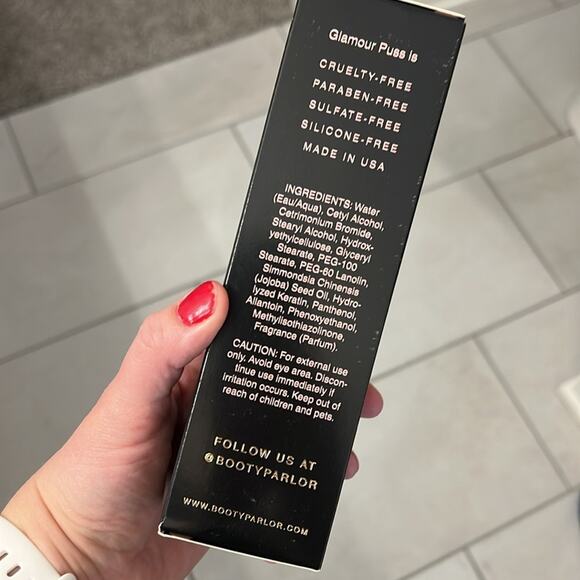 Glamour Puss is
CRUELTY-FREE
PARABEN-FREE
SULFATE-FREE
SILICONE-FREE
MADE IN USA
INGREDIENTS: Water
(Eau/Aqua), Cetyl Alcohol,
Cetrimonium Bromide,
Stearyl Alcohol, Hydrox-
yethylcellulose, Glyceryl
Stearate, PEG-100
Stearate, PEG-60 Lanolin,
Simmondsia Chinensis
(Jojoba) Seed Oil, Hydro-
lyzed Keratin, Panthenol,
Allantoin, Phenoxyethanol,
Methylisothiazolinone,
Fragrance (Parfum).
CAUTION: For external use
only. Avoid eye area. Discon-
tinue use immediately if
irritation occurs. Keep out of
reach of children and pets.
FOLLOW US AT
@BOOTYPARLOR
WWW.BOOTYPARLOR.COM